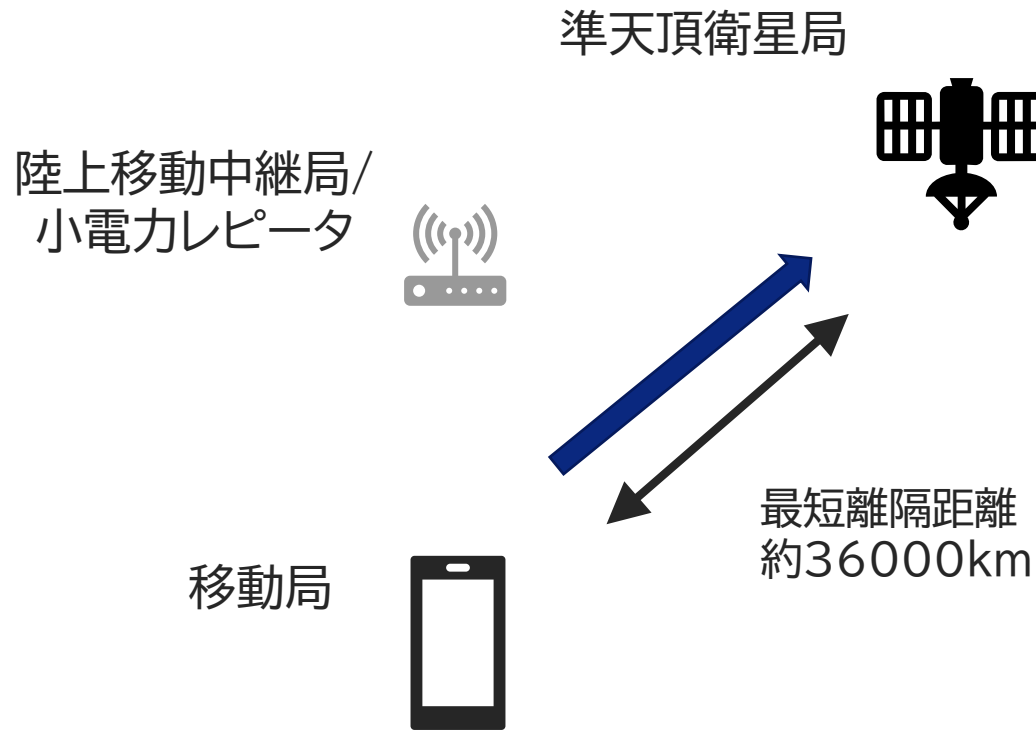 準天頂衛星局
陸上移動中継局/
小電力レピータ
最短離隔距離
約36000km
移動局